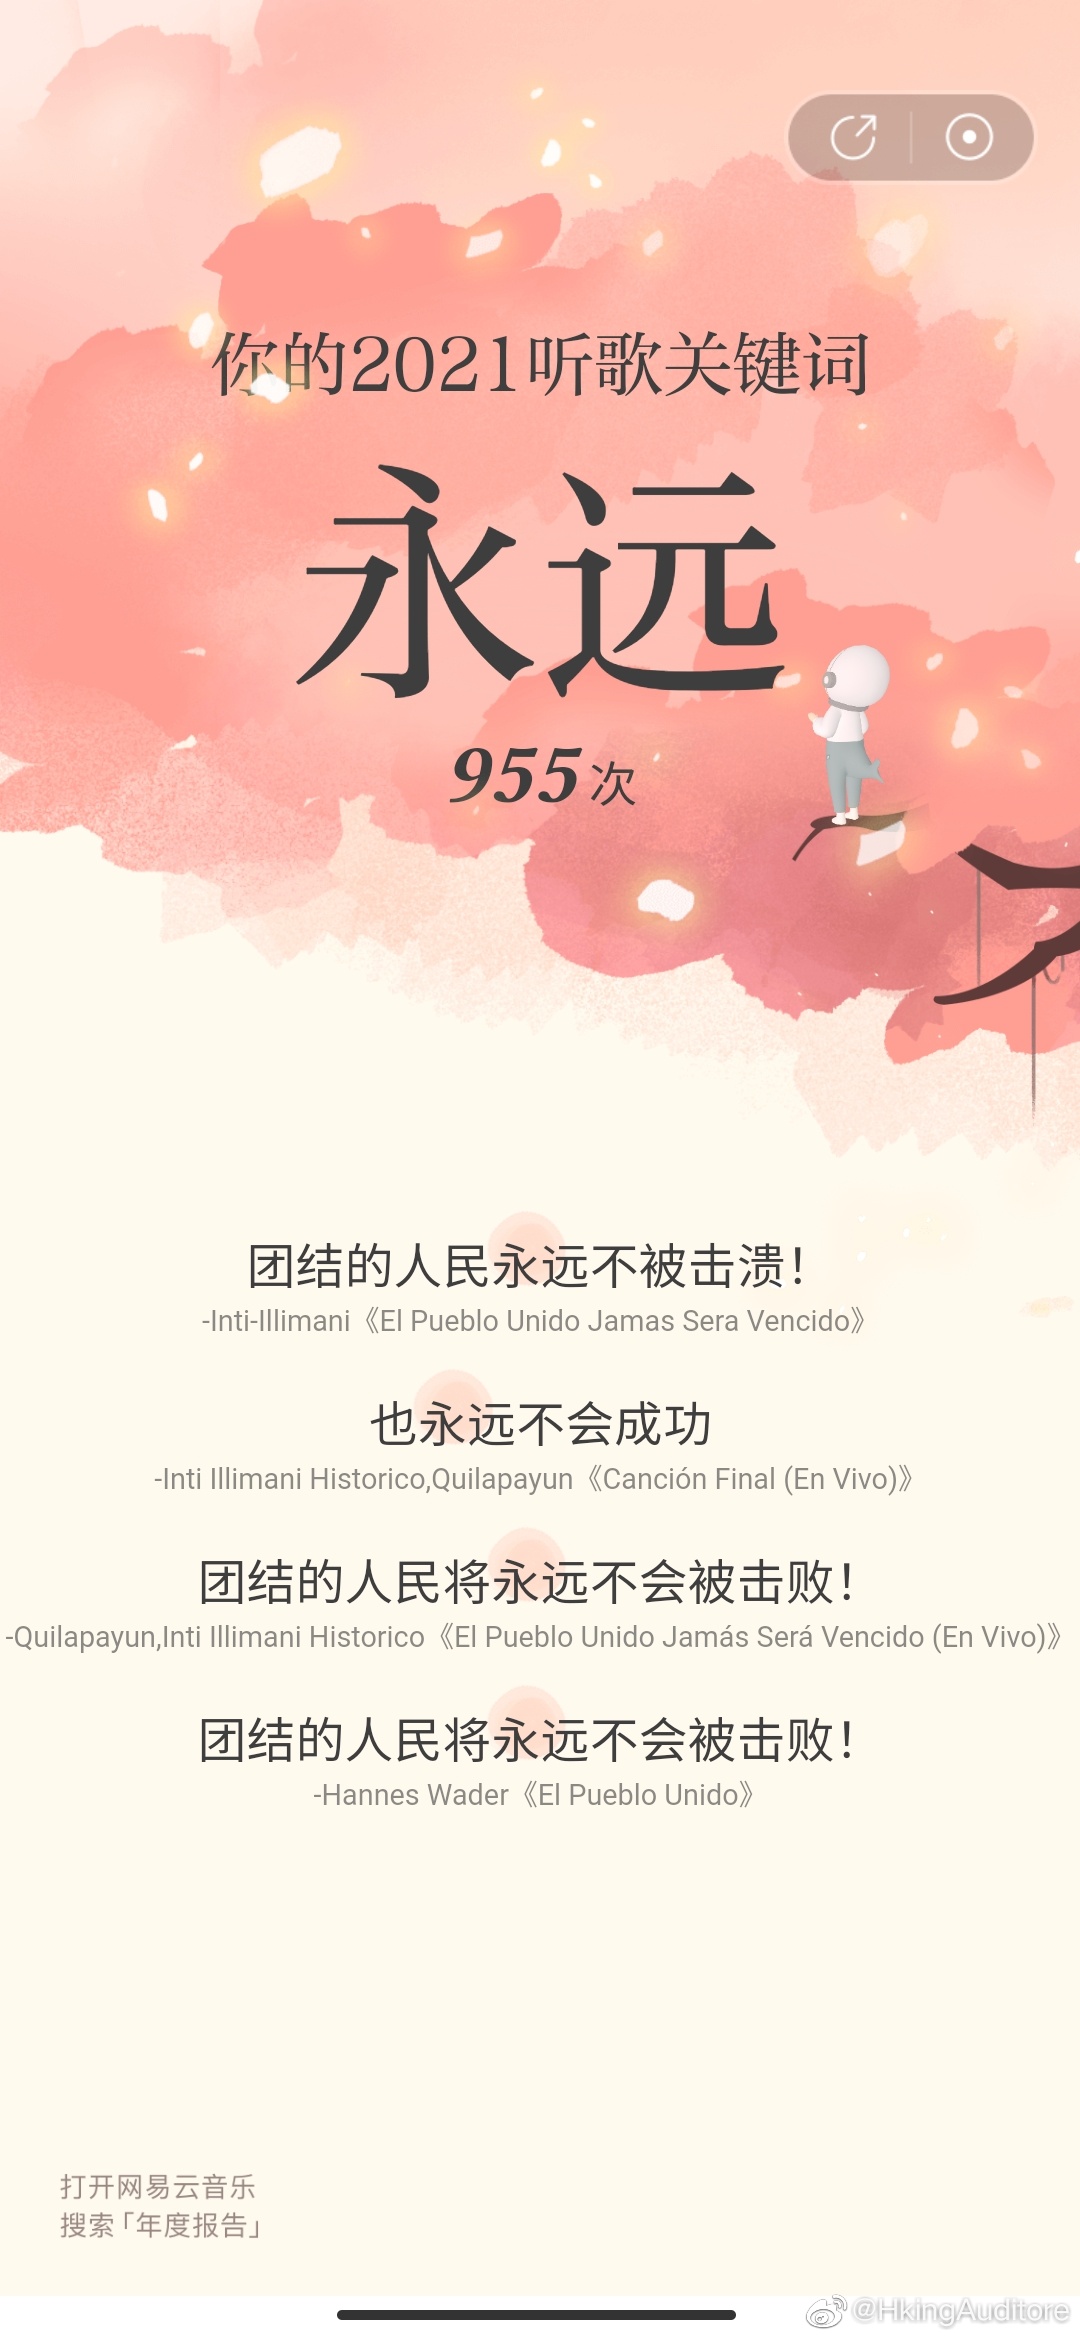 你的2021听歌关键词
永远
955次
团结的人民永远不被击溃！
-Inti-Illimani《El Pueblo Unido Jamas Sera Vencido》
也永远不会成功
-Inti Illimani Historico,Quilapayun《Canción Final (En Vivo)》
团结的人民将永远不会被击败！
-Quilapayun,Inti Illimani Historico《El Pueblo Unido Jamás Será Vencido (En Vivo)》
团结的人民将永远不会被击败！
-Hannes Wader《El Pueblo Unido》
打开网易云音乐
搜索「年度报告」
@HkingAuditore